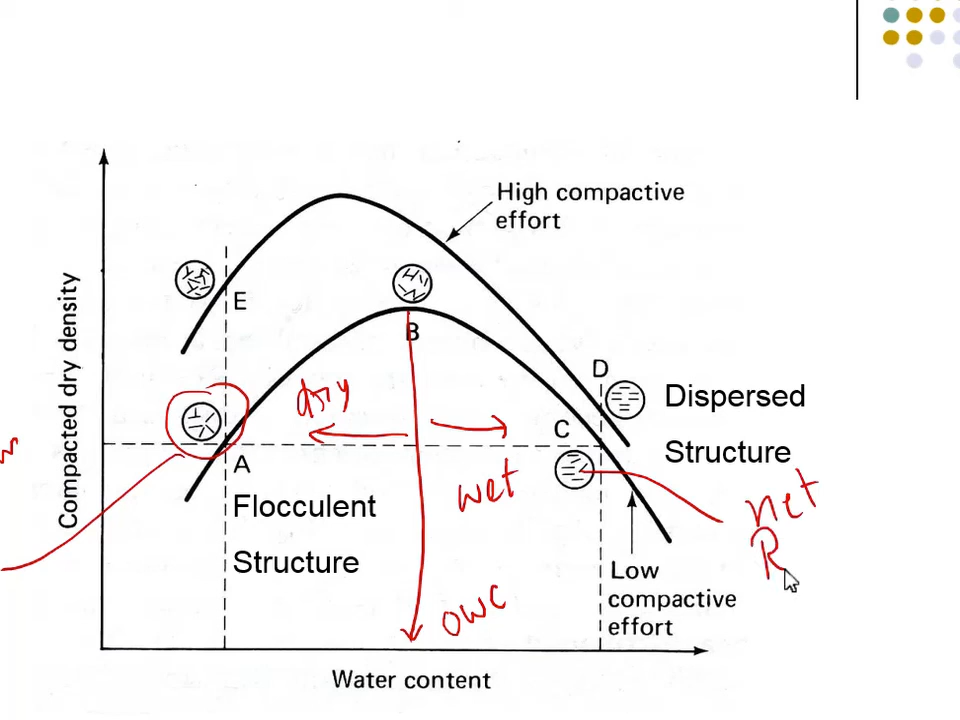 High compactive
effort
Compacted dry density
E
B
D
dry
Dispersed
C
A
Structure
wet
net
Flocculent
R
Structure
Low
compactive
effort
owc
Water content